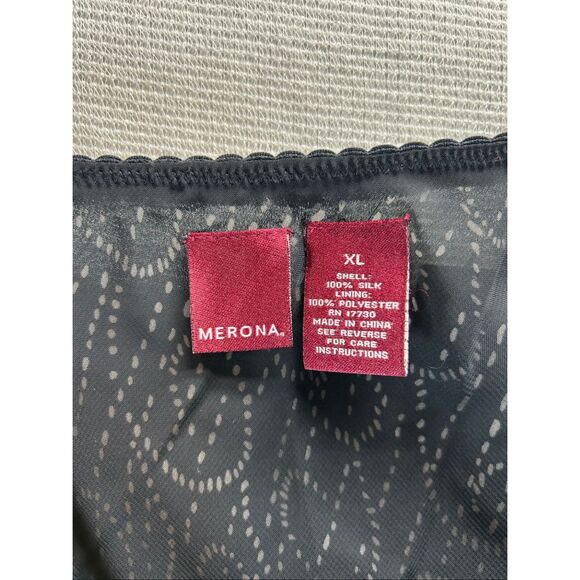 MERONA®
XL
SHELL:
100% SILK
LINING:
100% POLYESTER
RN 17730
MADE IN CHINA
SEE REVERSE
FOR CARE
INSTRUCTIONS